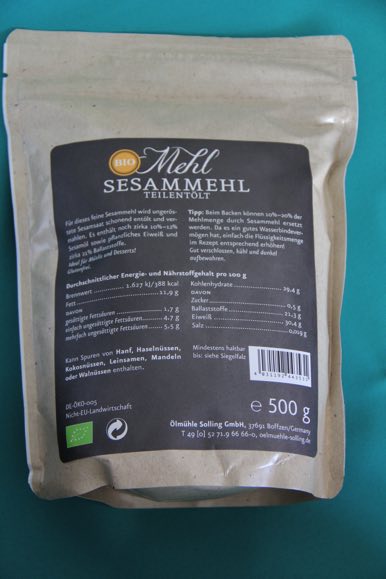 BIO Mehl
SESAMMEHL
TEILENTÖLT
Für dieses feine Sesammehl wird ungerös-
tete Sesamsaat schonend entölt und ver-
mahlen. Es enthält noch zirka 10%–12%
Sesamöl sowie pflanzliches Eiweiß und
zirka 21% Ballaststoffe.
Ideal für Müslis und Desserts!
Glutenfrei.
Tipp: Beim Backen können 10%–20% der
Mehlmenge durch Sesammehl ersetzt
werden. Da es ein gutes Wasserbindever-
mögen hat, einfach die Flüssigkeitsmenge
im Rezept entsprechend erhöhen!
Gut verschlossen, kühl und dunkel
aufbewahren.
Durchschnittlicher Energie- und Nährstoffgehalt pro 100 g
Brennwert 1.627 kJ/388 kcal
Fett 11,9 g
DAVON
gesättigte Fettsäuren 1,7 g
einfach ungesättigte Fettsäuren 4,7 g
mehrfach ungesättigte Fettsäuren 5,5 g
Kohlenhydrate 29,4 g
DAVON
Zucker 0,5 g
Ballaststoffe 21,3 g
Eiweiß 30,4 g
Salz 0,019 g
Kann Spuren von Hanf, Haselnüssen,
Kokosnüssen, Leinsamen, Mandeln
oder Walnüssen enthalten.
Mindestens haltbar
bis: siehe Siegelfalz
DE-ÖKO-005
Nicht-EU-Landwirtschaft
e 500 g
Ölmühle Solling GmbH, 37691 Boffzen/Germany
T 49 [0] 52 71.9 66 66-0, oelmuehle-solling.de